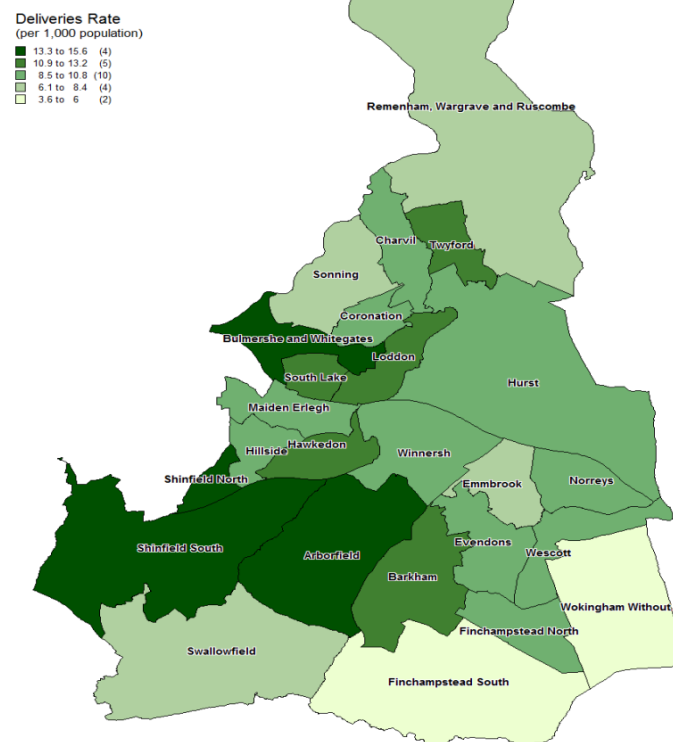 Deliveries Rate
(per 1,000 population)
13.3 to 15.6 (4)
10.9 to 13.2 (5)
8.5 to 10.8 (10)
6.1 to 8.4 (4)
3.6 to 6 (2)
Remenham, Wargrave and Ruscombe
Charvil
Twyford
Sonning
Coronation
Bulmershe and Whitegates
Loddon
South Lake
Hurst
Maiden Erlegh
Hawkedon
Hillside
Winnersh
Shinfield North
Emmbrook
Norreys
Evendons
Shinfield South
Arborfield
Wescott
Barkham
Wokingham Without
Finchampstead North
Swallowfield
Finchampstead South